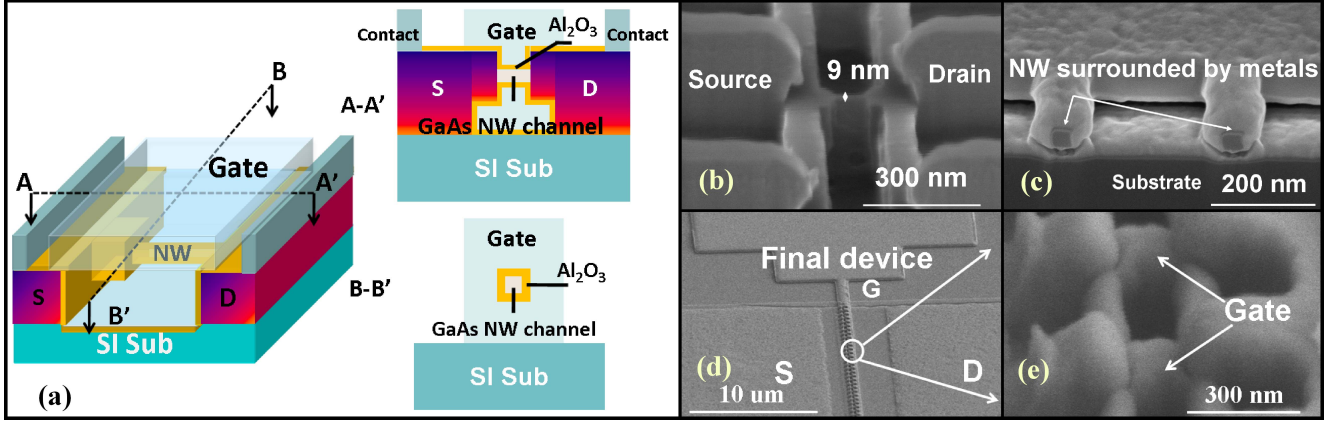 Gate
A
B
A'
NW
S
D
B'
SI Sub
(a)
A-A'
Contact
Gate
Al2O3
Contact
S
D
GaAs NW channel
SI Sub
B-B'
Gate
Al2O3
GaAs NW channel
SI Sub
Source
9 nm
Drain
(b)
300 nm
NW surrounded by metals
(c)
Substrate
200 nm
Final device
G
(d)
S
D
10 um
Gate
(e)
300 nm